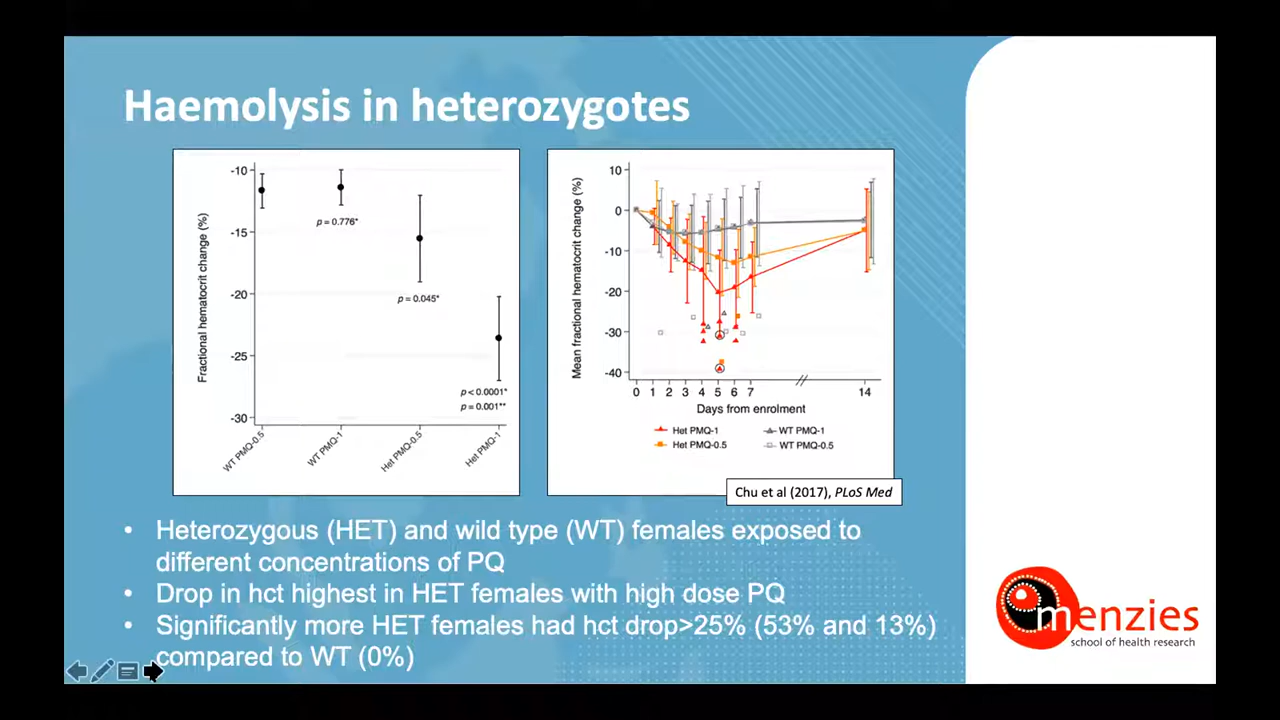 Haemolysis in heterozygotes
-10
-15
-20
-25
-30
Fractional hematocrit change (%)
p = 0.776*
p = 0.045*
p < 0.0001*
p = 0.001**
WT PMQ-0.5
WT PMQ-1
Het PMQ-0.5
Het PMQ-1
10
0
-10
-20
-30
-40
Mean fractional hematocrit change (%)
0 1 2 3 4 5 6 7 14
Days from enrolment
Het PMQ-1 WT PMQ-1
Het PMQ-0.5 WT PMQ-0.5
Chu et al (2017), PLoS Med
• Heterozygous (HET) and wild type (WT) females exposed to
different concentrations of PQ
• Drop in hct highest in HET females with high dose PQ
• Significantly more HET females had hct drop>25% (53% and 13%)
compared to WT (0%)
menzies
school of health research